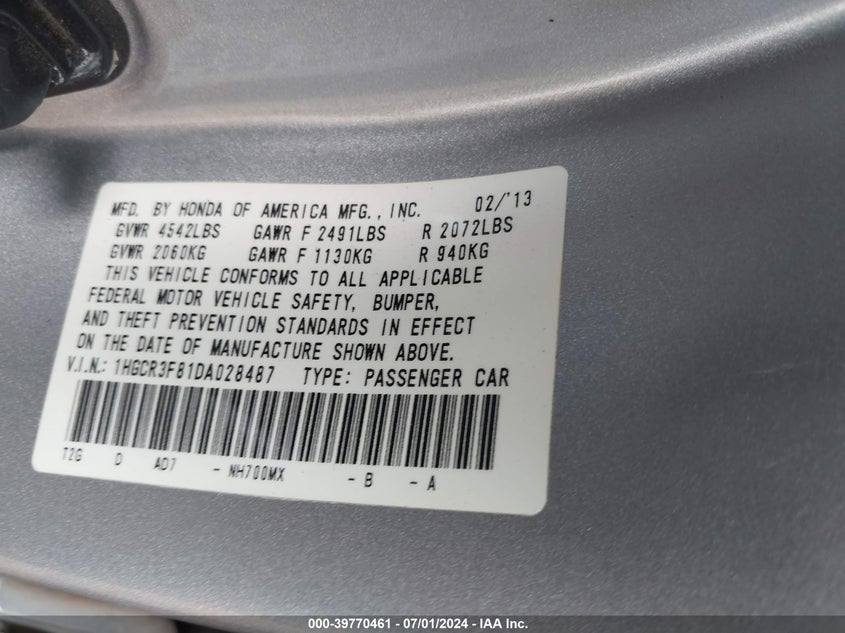 MFD. BY HONDA OF AMERICA MFG., INC. 02/'13
GVWR 4542LBS GAWR F 2491LBS R 2072LBS
GVWR 2060KG GAWR F 1130KG R 940KG
THIS VEHICLE CONFORMS TO ALL APPLICABLE
FEDERAL MOTOR VEHICLE SAFETY, BUMPER,
AND THEFT PREVENTION STANDARDS IN EFFECT
ON THE DATE OF MANUFACTURE SHOWN ABOVE.
V.I.N.: 1HGCR3F81DA028487 TYPE: PASSENGER CAR
T2G D AD7 - NH700MX - B - A
000-39770461 - 07/01/2024 - IAA Inc.